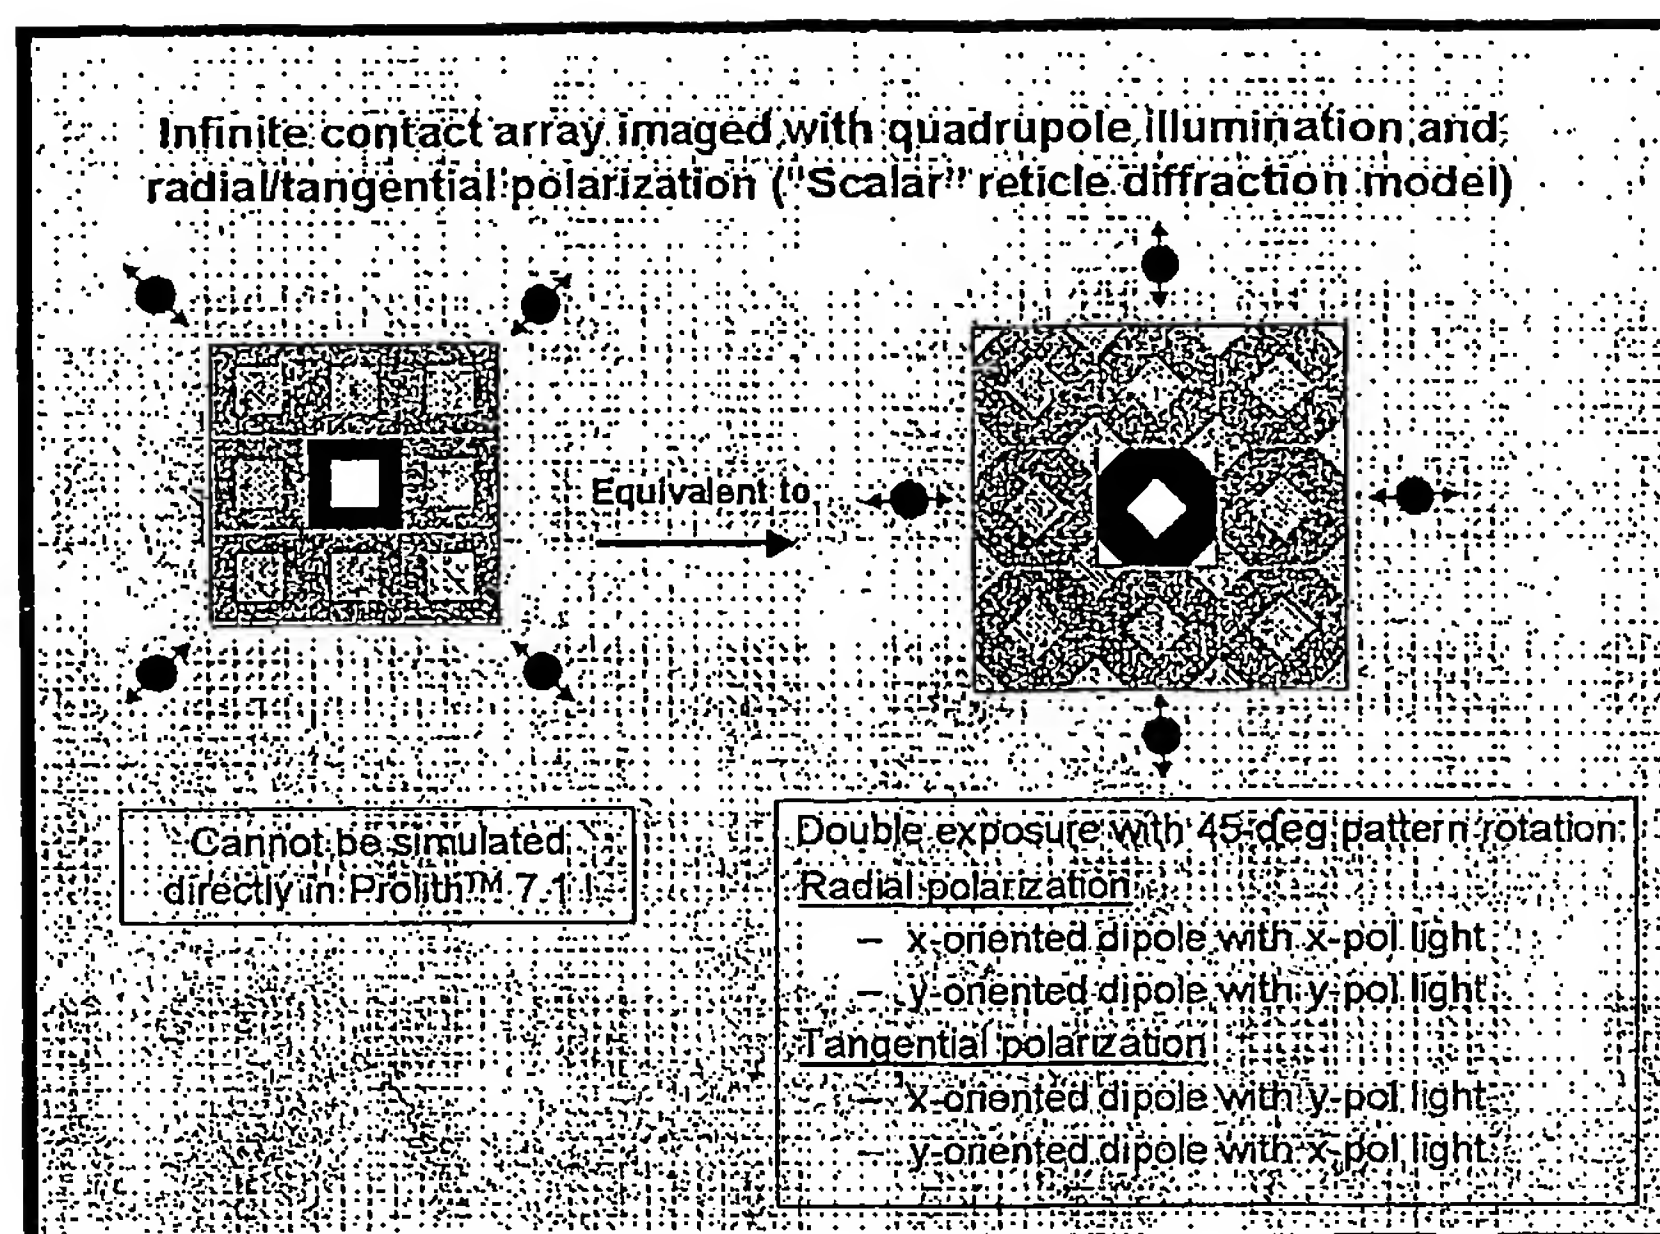 Infinite contact array imaged with quadrupole illumination and
radial/tangential polarization ("Scalar" reticle diffraction model)
Equivalent to
Cannot be simulated
directly in Prolith™ 7.1 !
Double exposure with 45-deg pattern rotation:
Radial polarization
– x-oriented dipole with x-pol light
– y-oriented dipole with y-pol light
Tangential polarization
– x-oriented dipole with y-pol light
– y-oriented dipole with x-pol light